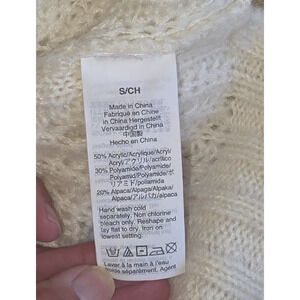 S/CH
Made in China
Fabriqué en Chine
in China Hergestellt
Vervaardigd in China
中国製
Hecho en China
50% Acrylic/Acrylique/Acryl/
Acryl/アクリル/acrílico
30% Polyamide/Polyamide/
Polyamid/Polyamide/ポ
リアミド/poliamida
20% Alpaca/Alpaga/Alpaka/
Alpaca/アルパカ/alpaca
Hand wash cold
separately. Non chlorine
bleach only. Reshape and
lay flat to dry. Iron on
lowest setting.
Laver à la main à l'eau
froide séparément. Agent